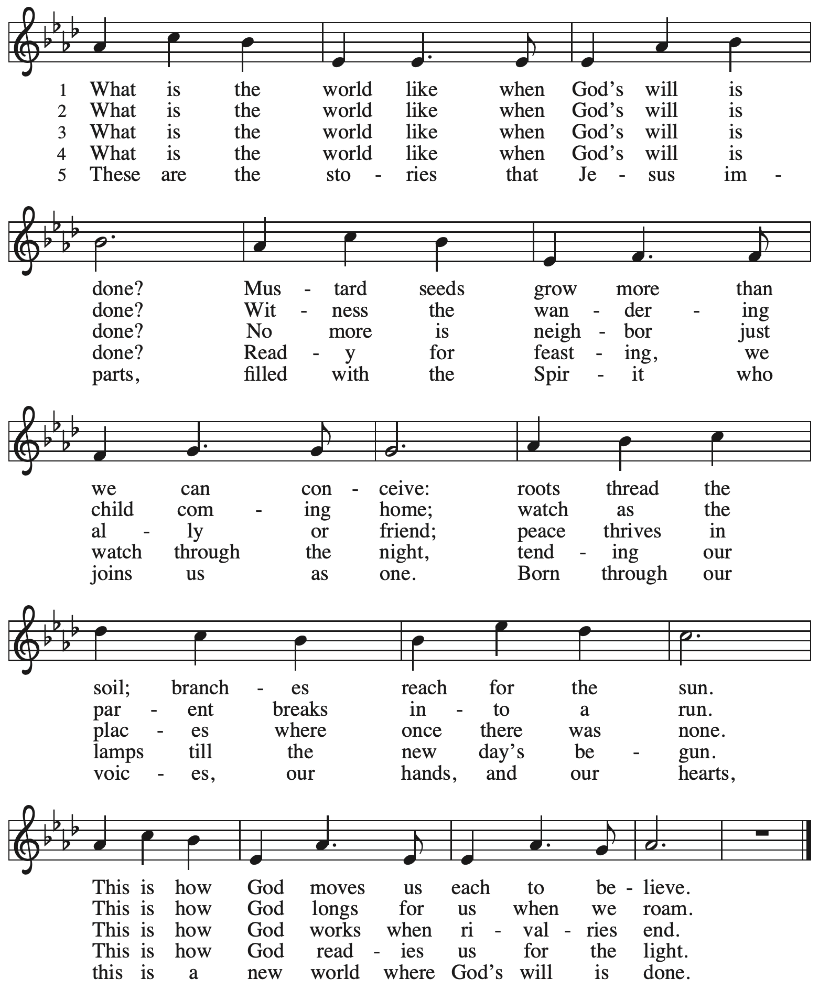 1 What is the world like when God’s will is
2 What is the world like when God’s will is
3 What is the world like when God’s will is
4 What is the world like when God’s will is
5 These are the sto - ries that Je - sus im -
done? Mus - tard seeds grow more than
done? Wit - ness the wan - der - ing
done? No more is neigh - bor just
done? Read - y for feast - ing, we
parts, filled with the Spir - it who
we can con - ceive: roots thread the
child com - ing home; watch as the
al - ly or friend; peace thrives in
watch through the night, tend - ing our
joins us as one. Born through our
soil; branch - es reach for the sun.
par - ent breaks in - to a run.
plac - es where once there was none.
lamps till the new day’s be - gun.
voic - es, our hands, and our hearts,
This is how God moves us each to be - lieve.
This is how God longs for us when we roam.
This is how God works when ri - val - ries end.
This is how God read - ies us for the light.
this is a new world where God’s will is done.